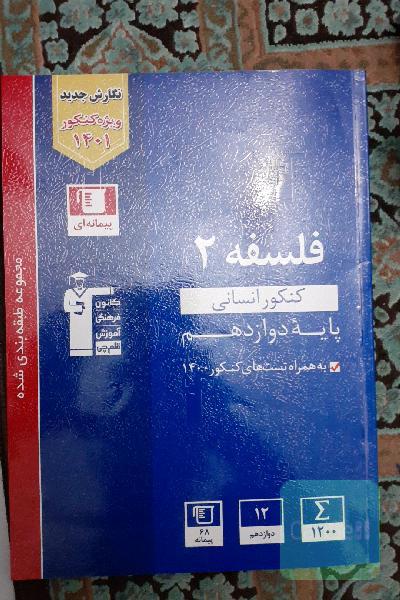 نگارش جدید
ویژه کنکور
۱۴۰۱
پیمانه‌ای
مجموعه طبقه‌بندی شده
فلسفه ۲
کنکور انسانی
پایهٔ دوازدهم
به همراه تست‌های کنکور ۱۴۰۰
کانون
فرهنگی
آموزش
قلم‌چی
۶۸
پیمانه
۱۲
دوازدهم
Σ
۱۲۰۰